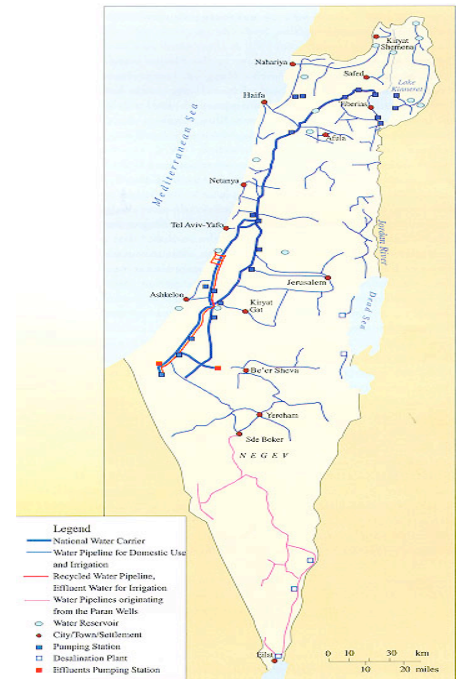 Kiryat
Shemona
Nahariya
Safed
Lake
Kinneret
Haifa
Tiberias
Afula
Mediterranean Sea
Netanya
Tel Aviv-Yafo
Jordan River
Jerusalem
Dead Sea
Ashkelon
Kiryat
Gat
Be'er Sheva
Yeroham
Sde Boker
NEGEV
Eilat
Legend
National Water Carrier
Water Pipeline for Domestic Use
and Irrigation
Recycled Water Pipeline,
Effluent Water for Irrigation
Water Pipelines originating
from the Paran Wells
Water Reservoir
City/Town/Settlement
Pumping Station
Desalination Plant
Effluents Pumping Station
0 10 30 km
10 20 miles